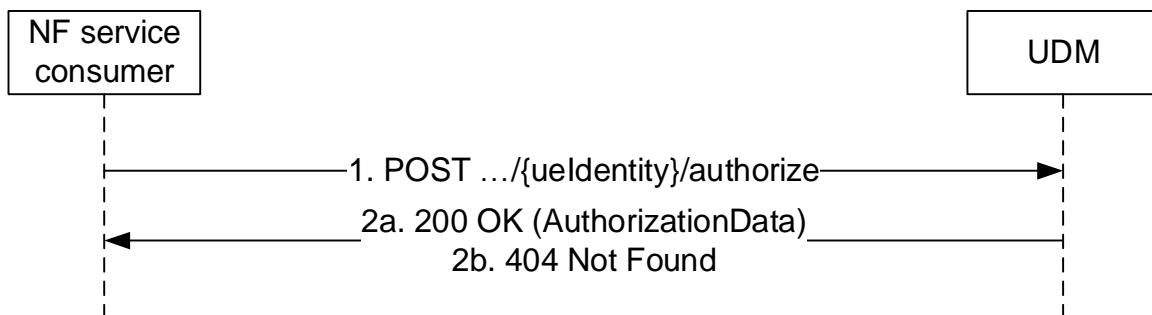 NF service
consumer
UDM
1. POST …/{ueIdentity}/authorize
2a. 200 OK (AuthorizationData)
2b. 404 Not Found